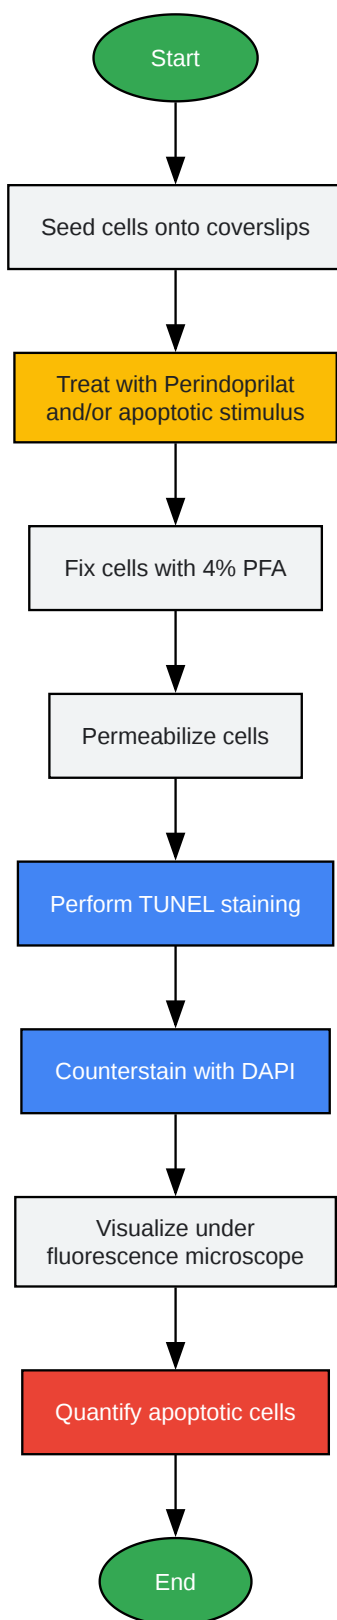 Start
Seed cells onto coverslips
Treat with Perindoprilat
and/or apoptotic stimulus
Fix cells with 4% PFA
Permeabilize cells
Perform TUNEL staining
Counterstain with DAPI
Visualize under
fluorescence microscope
Quantify apoptotic cells
End